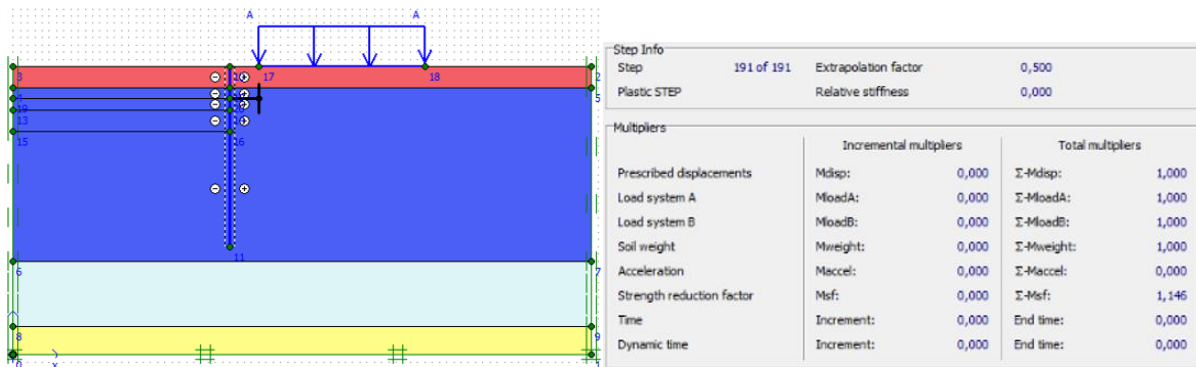 A A
3 17 18 2
5
19
13
15 16
11
6 7
8 9
x
0 1
Step Info
Step 191 of 191 Extrapolation factor 0,500
Plastic STEP Relative stiffness 0,000
Multipliers
Incremental multipliers Total multipliers
Prescribed displacements Mdisp: 0,000 Σ-Mdisp: 1,000
Load system A MloadA: 0,000 Σ-MloadA: 1,000
Load system B MloadB: 0,000 Σ-MloadB: 1,000
Soil weight Mweight: 0,000 Σ-Mweight: 1,000
Acceleration Maccel: 0,000 Σ-Maccel: 0,000
Strength reduction factor Msf: 0,000 Σ-Msf: 1,146
Time Increment: 0,000 End time: 0,000
Dynamic time Increment: 0,000 End time: 0,000